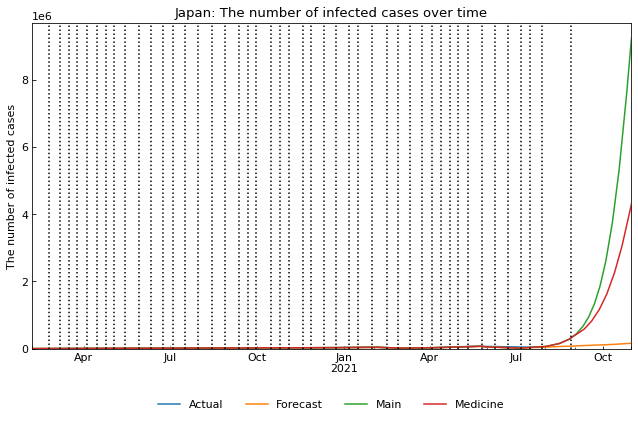 Japan: The number of infected cases over time
1e6
The number of infected cases
8
6
4
2
0
Apr Jul Oct Jan Apr Jul Oct
2021
Actual Forecast Main Medicine